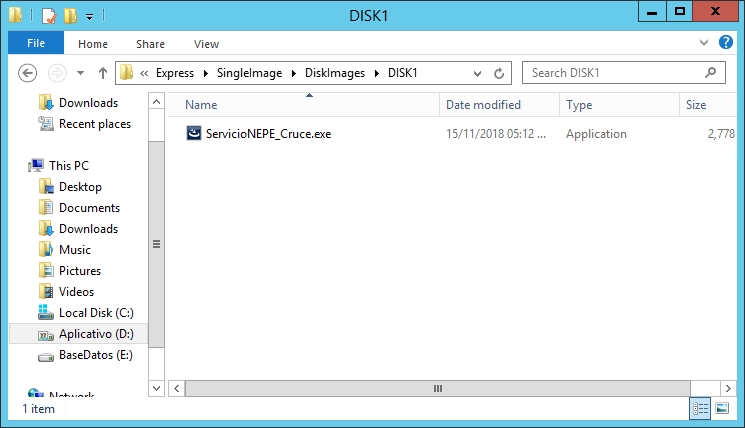 DISK1
File Home Share View
« Express SingleImage DiskImages DISK1
Search DISK1
Name Date modified Type Size
ServicioNEPE_Cruce.exe 15/11/2018 05:12 ... Application 2,778
Downloads
Recent places
This PC
Desktop
Documents
Downloads
Music
Pictures
Videos
Local Disk (C:)
Aplicativo (D:)
BaseDatos (E:)
Network
1 item